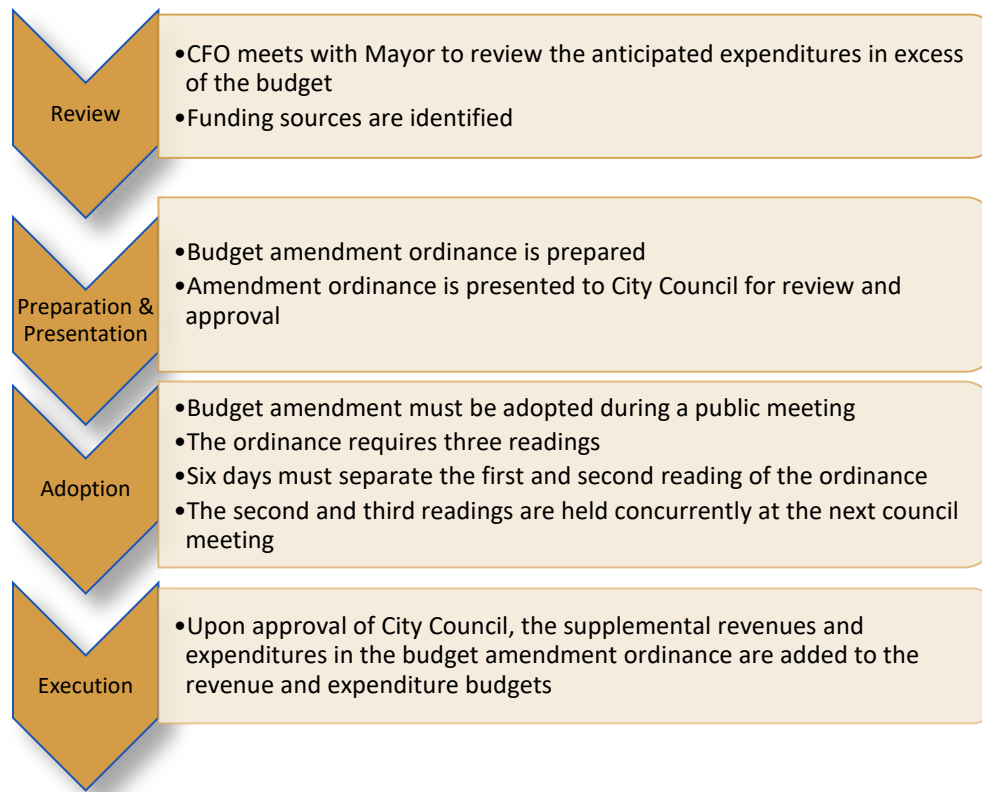 Review
•CFO meets with Mayor to review the anticipated expenditures in excess
of the budget
•Funding sources are identified
Preparation &
Presentation
•Budget amendment ordinance is prepared
•Amendment ordinance is presented to City Council for review and
approval
Adoption
•Budget amendment must be adopted during a public meeting
•The ordinance requires three readings
•Six days must separate the first and second reading of the ordinance
•The second and third readings are held concurrently at the next council
meeting
Execution
•Upon approval of City Council, the supplemental revenues and
expenditures in the budget amendment ordinance are added to the
revenue and expenditure budgets